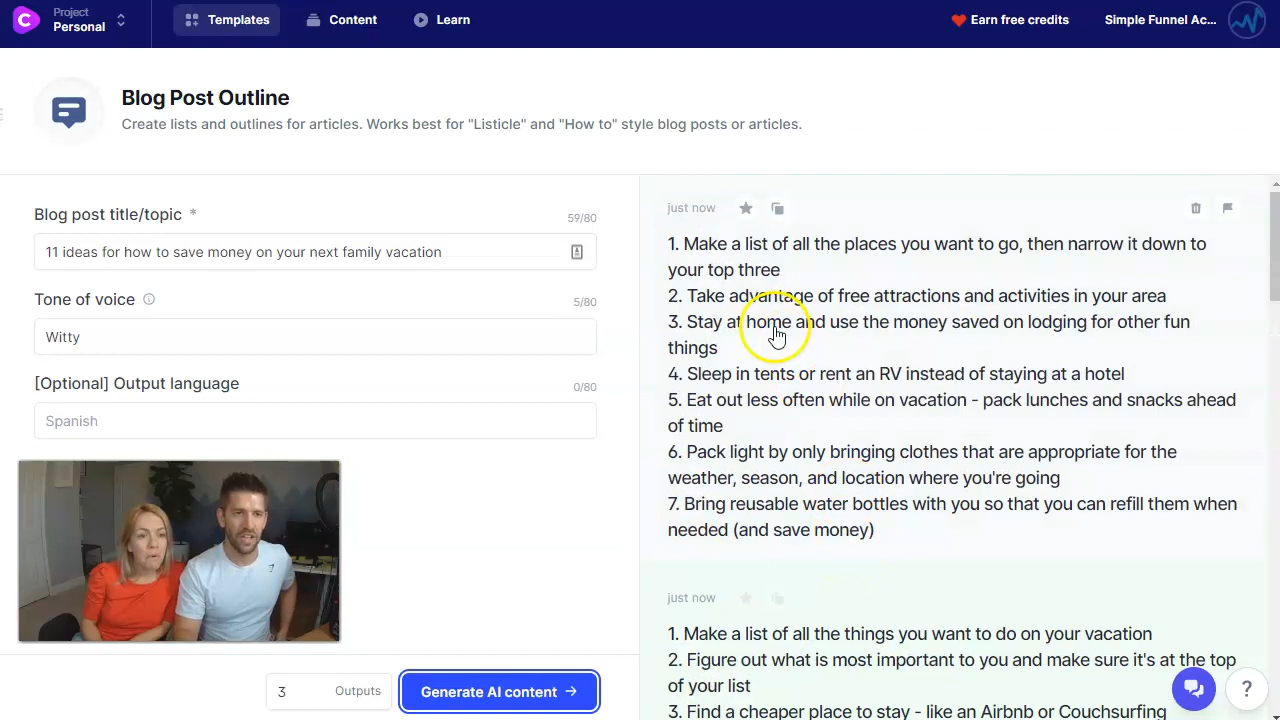 Project
Personal
Templates
Content
Learn
Earn free credits
Simple Funnel Ac...
Blog Post Outline
Create lists and outlines for articles. Works best for "Listicle" and "How to" style blog posts or articles.
Blog post title/topic *
59/80
11 ideas for how to save money on your next family vacation
Tone of voice
5/80
Witty
[Optional] Output language
0/80
Spanish
3 Outputs
Generate AI content →
just now
1. Make a list of all the places you want to go, then narrow it down to
your top three
2. Take advantage of free attractions and activities in your area
3. Stay at home and use the money saved on lodging for other fun
things
4. Sleep in tents or rent an RV instead of staying at a hotel
5. Eat out less often while on vacation - pack lunches and snacks ahead
of time
6. Pack light by only bringing clothes that are appropriate for the
weather, season, and location where you're going
7. Bring reusable water bottles with you so that you can refill them when
needed (and save money)
just now
1. Make a list of all the things you want to do on your vacation
2. Figure out what is most important to you and make sure it's at the top
of your list
3. Find a cheaper place to stay - like an Airbnb or Couchsurfing
?